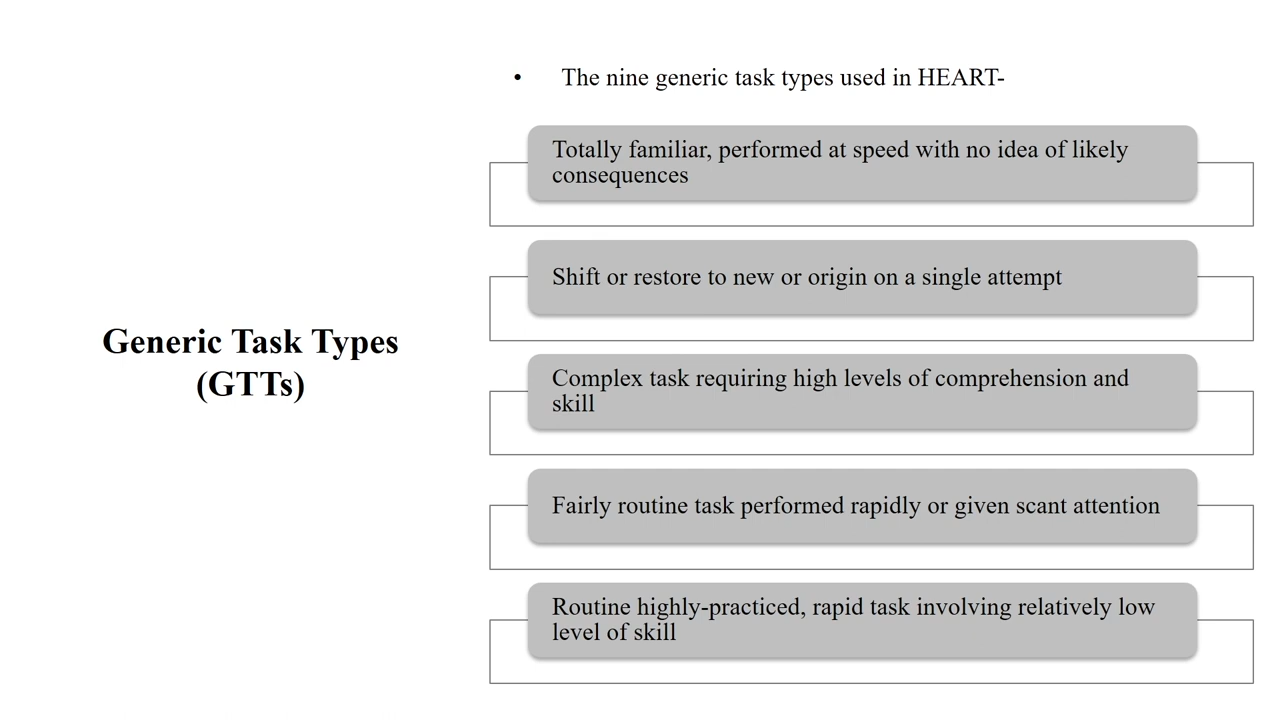 Generic Task Types
(GTTs)
• The nine generic task types used in HEART-
Totally familiar, performed at speed with no idea of likely
consequences
Shift or restore to new or origin on a single attempt
Complex task requiring high levels of comprehension and
skill
Fairly routine task performed rapidly or given scant attention
Routine highly-practiced, rapid task involving relatively low
level of skill